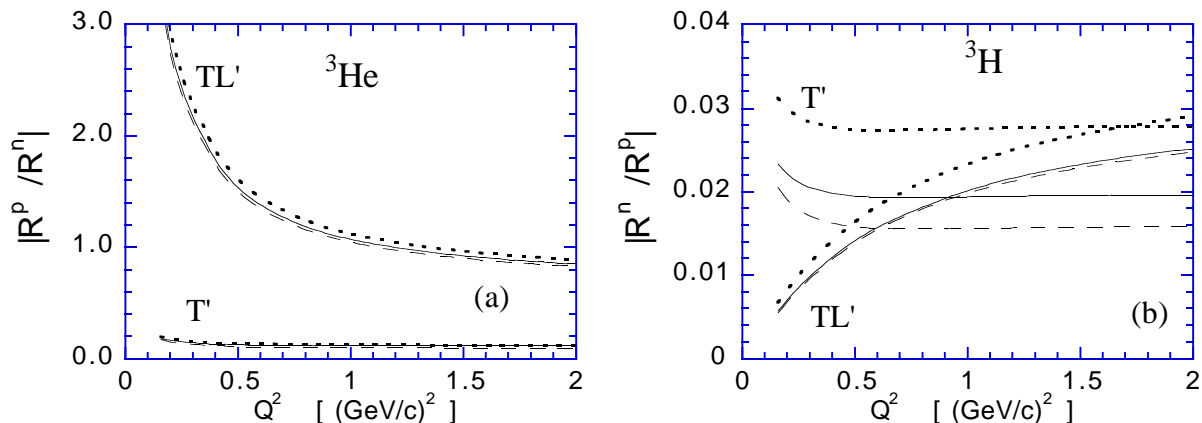 3.0
2.0
1.0
0.0
|R^p /R^n|
TL'
³He
T'
(a)
0 0.5 1 1.5 2
Q² [ (GeV/c)² ]
0.04
0.03
0.02
0.01
0
|R^n /R^p|
³H
T'
TL'
(b)
0 0.5 1 1.5 2
Q² [ (GeV/c)² ]